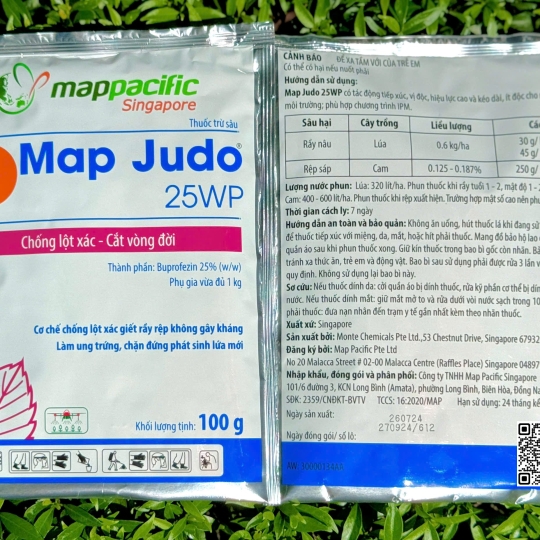 mappacific
Singapore
Thuốc trừ sâu
Map Judo®
25WP
Chống lột xác - Cắt vòng đời
Thành phần: Buprofezin 25% (w/w)
Phụ gia vừa đủ 1 kg
Cơ chế chống lột xác giết rầy rệp không gây kháng
Làm ung trứng, chặn đứng phát sinh lứa mới
Khối lượng tịnh: 100 g
CẢNH BÁO ĐỂ XA TẦM VỚI CỦA TRẺ EM
Có thể có hại nếu nuốt phải
Hướng dẫn sử dụng:
Map Judo 25WP có tác động tiếp xúc, vị độc, hiệu lực cao và kéo dài, ít độc cho
môi trường; phù hợp chương trình IPM.
Sâu hại Cây trồng Liều lượng
Rầy nâu Lúa 0.6 kg/ha 30 g/
45 g/
Rệp sáp Cam 0.125 - 0.187% 250 g/
Lượng nước phun: Lúa: 320 lít/ha. Phun thuốc khi rầy tuổi 1 - 2, mật độ 1 - 2
Cam: 400 - 600 lít/ha. Phun thuốc khi rệp xuất hiện. Trường hợp mật số cao nên phu
Thời gian cách ly: 7 ngày
Hướng dẫn an toàn và bảo quản: Không ăn uống, hút thuốc lá khi đang sử
để thuốc tiếp xúc với miệng, da, mắt, hoặc hít phải thuốc. Mang đồ bảo hộ lao
quần áo sau khi phun thuốc xong. Giữ kín thuốc trong bao bì gốc còn nhãn. Bả
tránh xa thức ăn, trẻ em và động vật. Bao bì sau sử dụng phải được rửa 3 lần v
quy định. Không sử dụng lại bao bì này.
Sơ cứu: Nếu thuốc dính da: cởi quần áo bị dính thuốc, rửa kỹ phần cơ thể bị dín
nước. Nếu thuốc dính mắt: giữ mắt mở to và rửa dưới vòi nước sạch trong 10
phải thuốc: đưa nạn nhân đến trạm y tế gần nhất kèm theo nhãn thuốc.
Xuất xứ: Singapore
Sản xuất bởi: Monte Chemicals Pte Ltd.,53 Chestnut Drive, Singapore 67932
Đăng ký bởi: Map Pacific Pte Ltd
No 20 Malacca Street # 02-00 Malacca Centre (Raffles Place) Singapore 04897
Nhập khẩu, đóng gói và phân phối: Công ty TNHH Map Pacific Singapore
101/6 đường 3, KCN Long Bình (Amata), phường Long Bình, Biên Hòa, Đồng Na
SĐK: 2359/CNĐKT-BVTV TCCS: 16:2020/MAP Hạn sử dụng: 24 tháng kể
Ngày sản xuất: 260724
Ngày đóng gói/ số lô: 270924/612